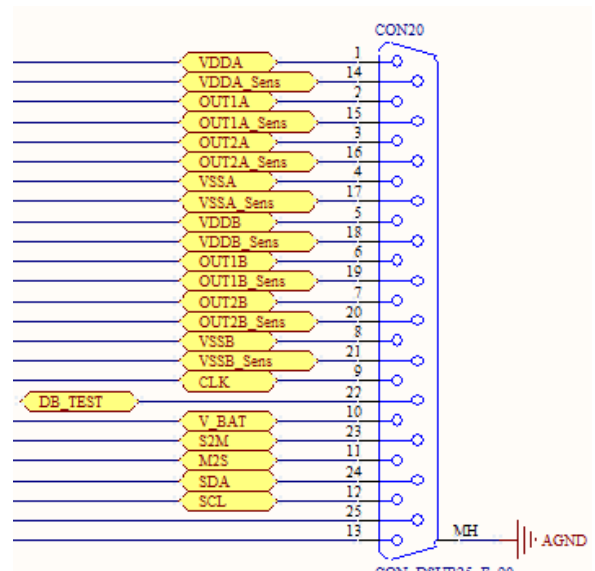 CON20
VDDA 1
VDDA_Sens 14
OUT1A 2
OUT1A_Sens 15
OUT2A 3
OUT2A_Sens 16
VSSA 4
VSSA_Sens 17
VDDB 5
VDDB_Sens 18
OUT1B 6
OUT1B_Sens 19
OUT2B 7
OUT2B_Sens 20
VSSB 8
VSSB_Sens 21
CLK 9
DB_TEST 22
V_BAT 10
S2M 23
M2S 11
SDA 24
SCL 12
25
13 MH AGND